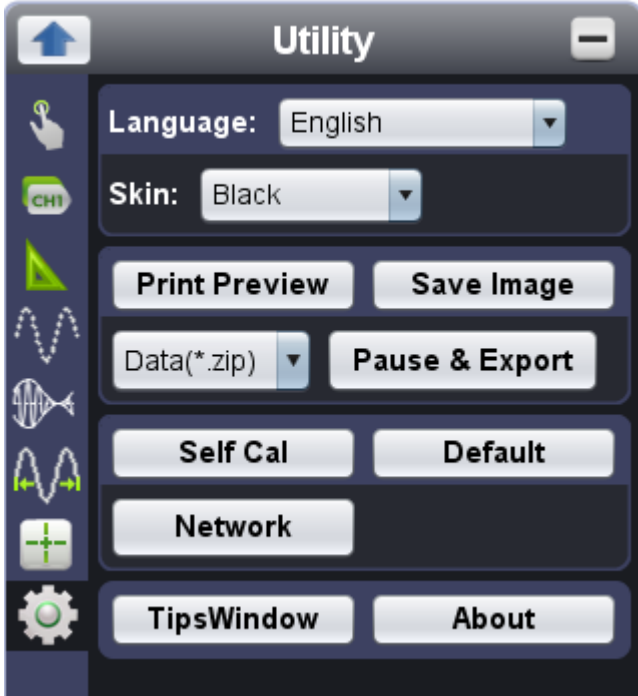 Utility
Language: English
CH1
Skin: Black
Print Preview Save Image
Data(*.zip) Pause & Export
Self Cal Default
Network
TipsWindow About